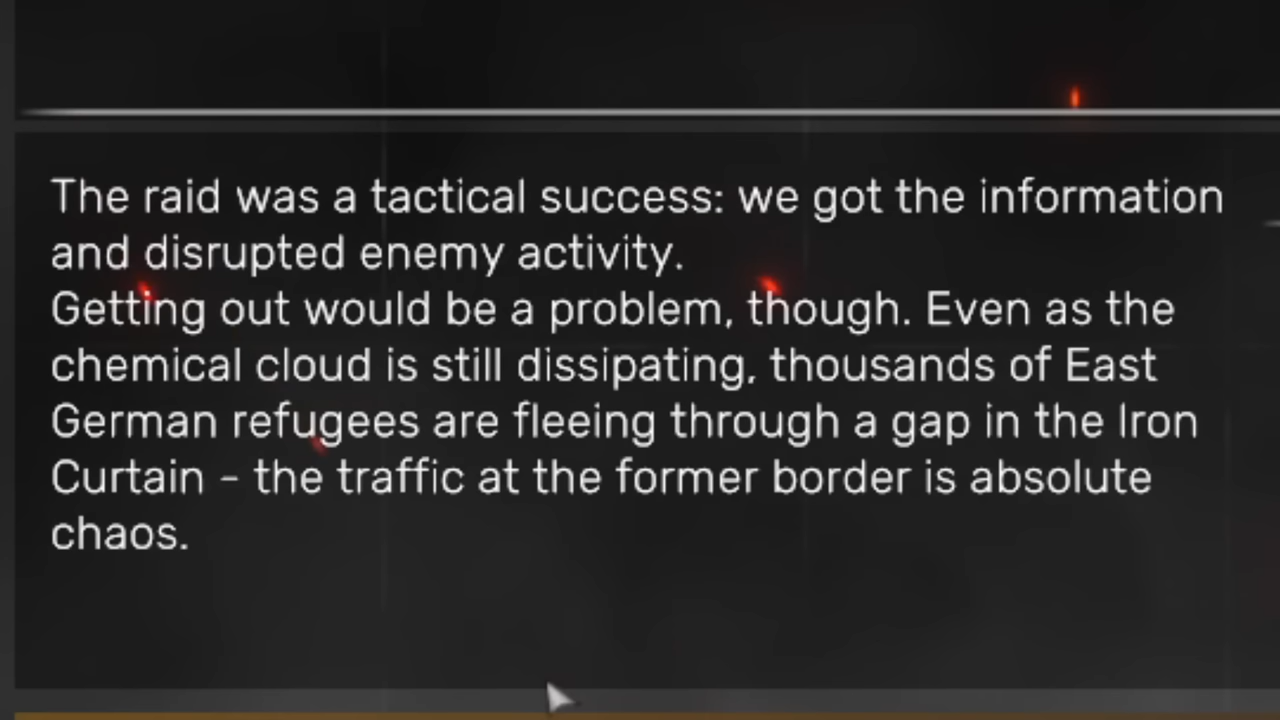 The raid was a tactical success: we got the information
and disrupted enemy activity.
Getting out would be a problem, though. Even as the
chemical cloud is still dissipating, thousands of East
German refugees are fleeing through a gap in the Iron
Curtain - the traffic at the former border is absolute
chaos.